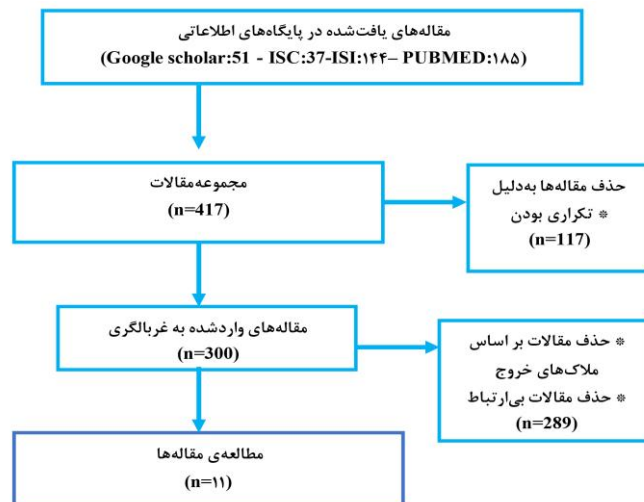 مقاله‌های یافت‌شده در پایگاه‌های اطلاعاتی
(Google scholar:51 - ISC:37-ISI:۱۴۴– PUBMED:۱۸۵)
مجموعه‌مقالات
(n=417)
حذف مقاله‌ها به‌دلیل
* تکراری بودن
(n=117)
مقاله‌های واردشده به غربالگری
(n=300)
* حذف مقالات بر اساس
ملاک‌های خروج
* حذف مقالات بی‌ارتباط
(n=289)
مطالعه‌ی مقاله‌ها
(n=۱۱)